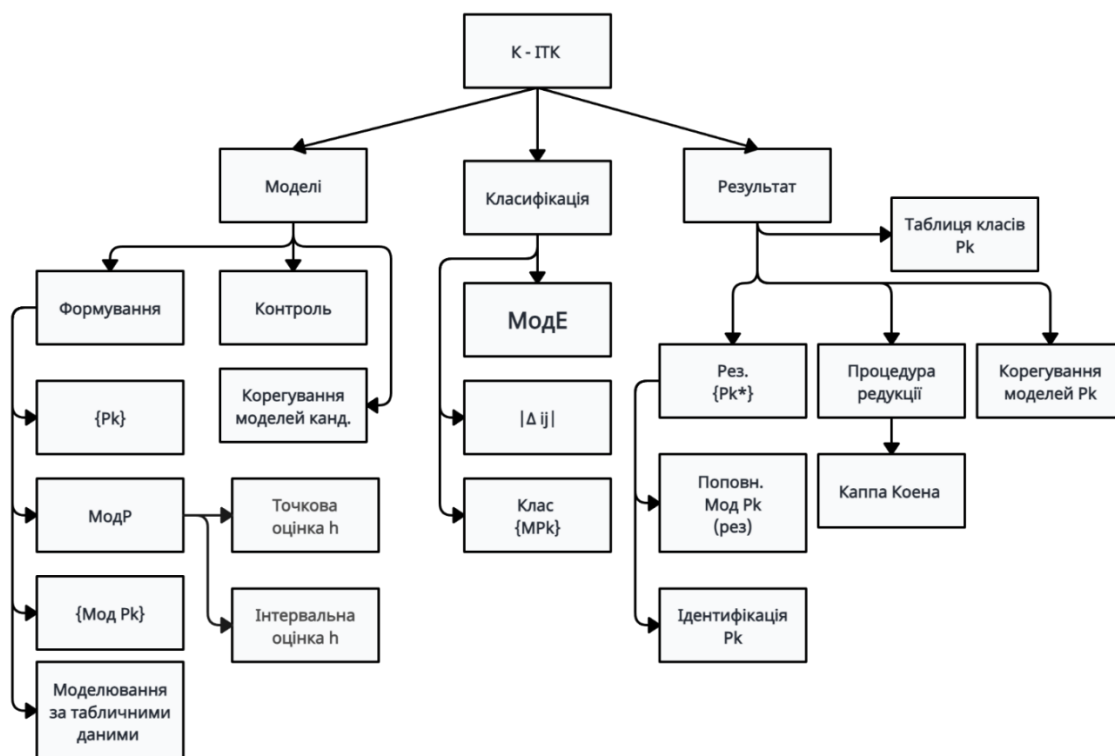 К - ІТК
Моделі
Класифікація
Результат
Таблиця класів
Pk
Формування
Контроль
МодЕ
Рез.
{Pk*}
Процедура
редукції
Корегування
моделей Pk
{Pk}
Корегування
моделей канд.
|Δ ij|
МодР
Точкова
оцінка h
Клас
{MPk}
Поповн.
Мод Pk
(рез)
Каппа Коена
{Мод Pk}
Інтервальна
оцінка h
Ідентифікація
Pk
Моделювання
за табличними
даними